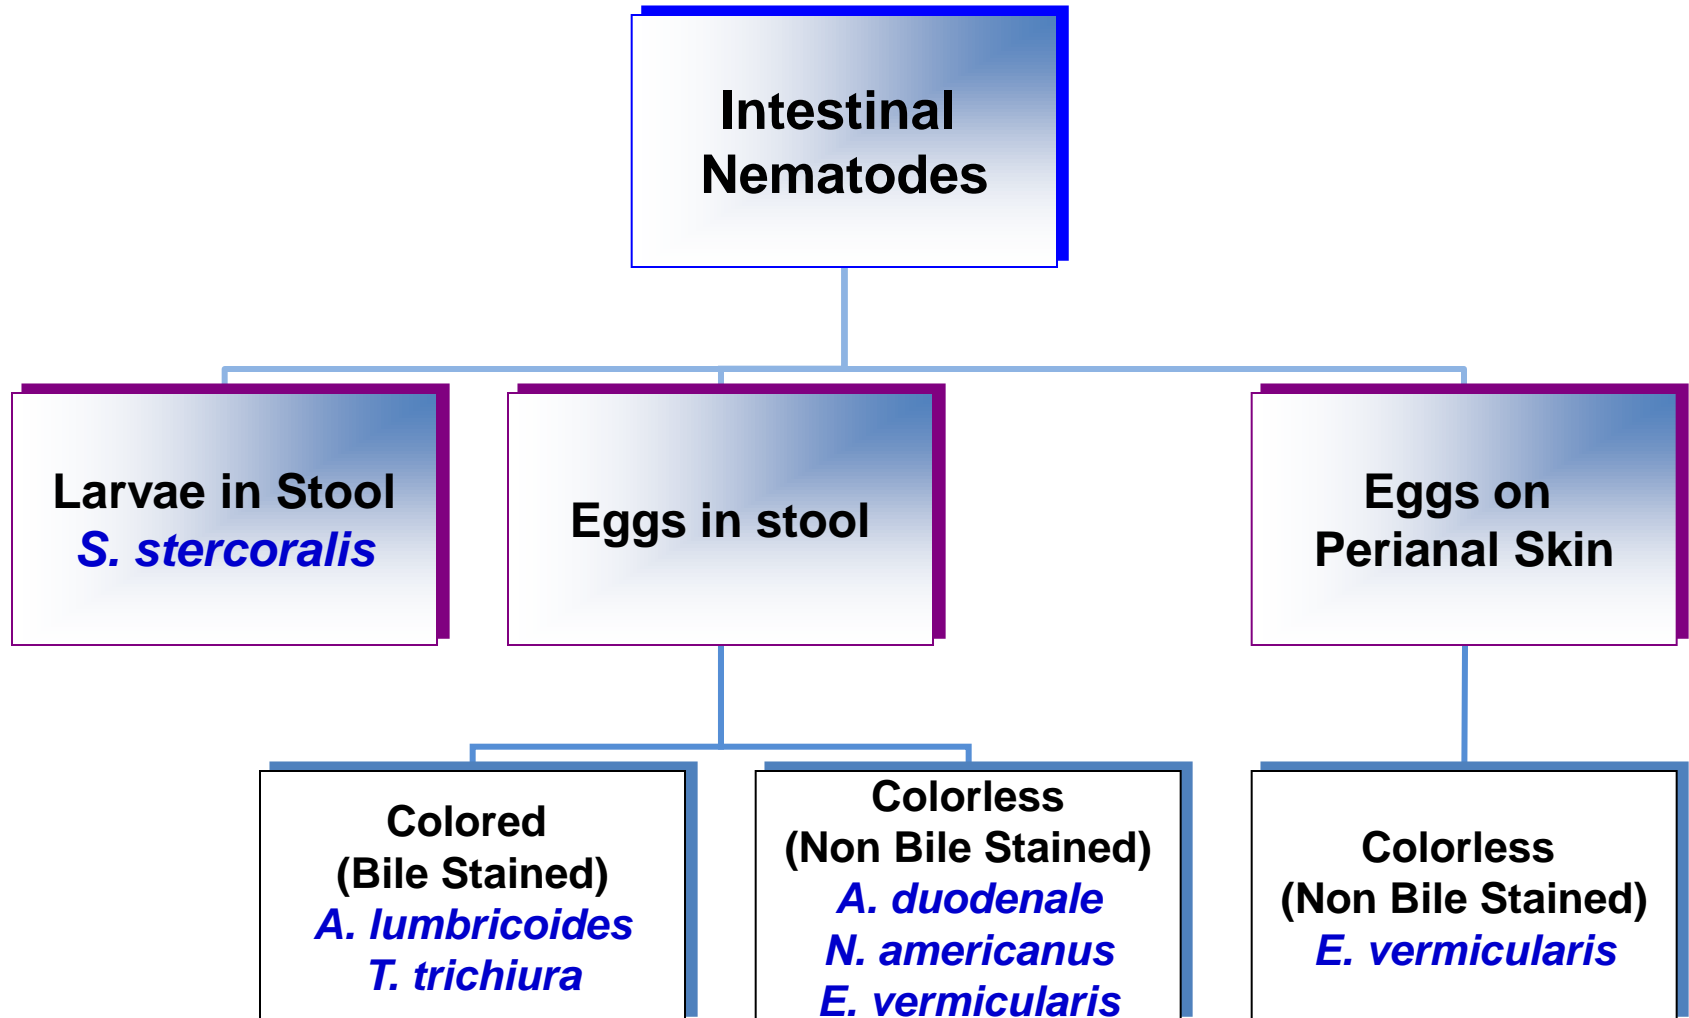 Intestinal
Nematodes
Larvae in Stool
S. stercoralis
Eggs in stool
Eggs on
Perianal Skin
Colored
(Bile Stained)
A. lumbricoides
T. trichiura
Colorless
(Non Bile Stained)
A. duodenale
N. americanus
E. vermicularis
Colorless
(Non Bile Stained)
E. vermicularis